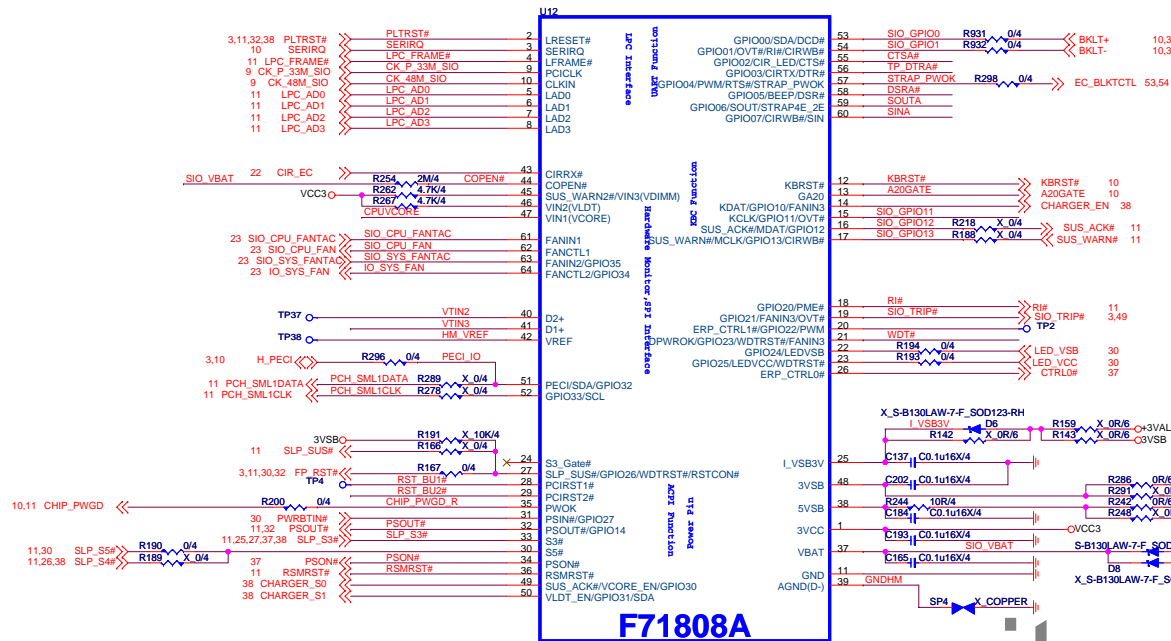 U12
3,11,32,38 PLTRST# PLTRST# 2 LRESET#
10 SERIRQ SERIRQ 3 SERIRQ
11 LPC_FRAME# LPC_FRAME# 4 LFRAME#
9 CK_P_33M_SIO CK_P_33M_SIO 9 PCICLK
9 CK_48M_SIO CK_48M_SIO 10 CLKIN
11 LPC_AD0 LPC_AD0 5 LAD0
11 LPC_AD1 LPC_AD1 6 LAD1
11 LPC_AD2 LPC_AD2 7 LAD2
11 LPC_AD3 LPC_AD3 8 LAD3
LPC Interface
UART Function
GPIO00/SDA/DCD# 53 SIO_GPIO0 R931 0/4 BKLT+ 10,3
GPIO01/OVT#/RI#/CIRWB# 54 SIO_GPIO1 R932 0/4 BKLT- 10,3
GPIO02/CIR_LED/CTS# 55 CTSA#
GPIO03/CIRTX/DTR# 56 TP_DTRA#
GPIO04/PWM/RTS#/STRAP_PWOK 57 STRAP_PWOK R298 0/4 EC_BLKTCTL 53,54
GPIO05/BEEP/DSR# 58 DSRA#
GPIO06/SOUT/STRAP4E_2E 59 SOUTA
GPIO07/CIRWB#/SIN 60 SINA
22 CIR_EC 43 CIRRX#
SIO_VBAT R254 2M/4 COPEN# 44 COPEN#
VCC3 R262 4.7K/4 45 SUS_WARN2#/VIN3(VDIMM)
R267 4.7K/4 46 VIN2(VLDT)
CPUVCORE 47 VIN1(VCORE)
23 SIO_CPU_FANTAC SIO_CPU_FANTAC 61 FANIN1
23 SIO_CPU_FAN SIO_CPU_FAN 62 FANCTL1
23 SIO_SYS_FANTAC SIO_SYS_FANTAC 63 FANIN2/GPIO35
23 IO_SYS_FAN IO_SYS_FAN 64 FANCTL2/GPIO34
KBC Function
Hardware Monitor,SPI Interface
KBRST# 12 KBRST# KBRST# 10
GA20 13 A20GATE A20GATE 10
KDAT/GPIO10/FANIN3 14 CHARGER_EN 38
KCLK/GPIO11/OVT# 15 SIO_GPIO11
SUS_ACK#/MDAT/GPIO12 16 SIO_GPIO12 R218 X_0/4 SUS_ACK# 11
SUS_WARN#/MCLK/GPIO13/CIRWB# 17 SIO_GPIO13 R188 X_0/4 SUS_WARN# 11
TP37 VTIN2 40 D2+
VTIN3 41 D1+
TP38 HM_VREF 42 VREF
3,10 H_PECI R296 0/4 PECI_IO
11 PCH_SML1DATA PCH_SML1DATA R289 X_0/4 51 PECI/SDA/GPIO32
11 PCH_SML1CLK PCH_SML1CLK R278 X_0/4 52 GPIO33/SCL
GPIO20/PME# 18 RI# RI# 11
GPIO21/FANIN3/OVT# 19 SIO_TRIP# SIO_TRIP# 3,49
ERP_CTRL1#/GPIO22/PWM 20 TP2
DPWROK/GPIO23/WDTRST#/FANIN3 21 WDT#
GPIO24/LEDVSB 22 R194 0/4 LED_VSB 30
GPIO25/LEDVCC/WDTRST# 23 R193 0/4 LED_VCC 30
ERP_CTRL0# 26 CTRL0# 37
3VSB R191 X_10K/4
11 SLP_SUS# R166 X_0/4 24 S3_Gate#
3,11,30,32 FP_RST# R167 0/4 27 SLP_SUS#/GPIO26/WDTRST#/RSTCON#
TP4 RST_BU1# 28 PCIRST1#
RST_BU2# 29 PCIRST2#
10,11 CHIP_PWGD R200 0/4 CHIP_PWGD_R 35 PWOK
30 PWRBTIN# 31 PSIN#/GPIO27
11,32 PSOUT# PSOUT# 32 PSOUT#/GPIO14
11,25,27,37,38 SLP_S3# SLP_S3# 33 S3#
11,30 SLP_S5# R190 0/4 30 S5#
11,26,38 SLP_S4# R189 X_0/4
37 PSON# PSON# 34 PSON#
11 RSMRST# RSMRST# 36 RSMRST#
38 CHARGER_S0 49 SUS_ACK#/VCORE_EN/GPIO30
38 CHARGER_S1 50 VLDT_EN/GPIO31/SDA
ACPI Function
Power Pin
X_S-B130LAW-7-F_SOD123-RH
I_VSB3V D6 R159 X_0R/6 +3VAL
R142 X_0R/6 R143 X_0R/6 3VSB
I_VSB3V 25 C137 C0.1u16X/4
3VSB 48 C202 C0.1u16X/4 R286 0R/6
R291 X_0
5VSB 38 R244 10R/4 R242 0R/6
C184 C0.1u16X/4 R248 X_0
3VCC 1 VCC3
C193 C0.1u16X/4
VBAT 37 SIO_VBAT S-B130LAW-7-F_SOD
C165 C0.1u16X/4 D8
GND 11 X_S-B130LAW-7-F_S
AGND(D-) 39 GNDHM
SP4 X_COPPER
F71808A